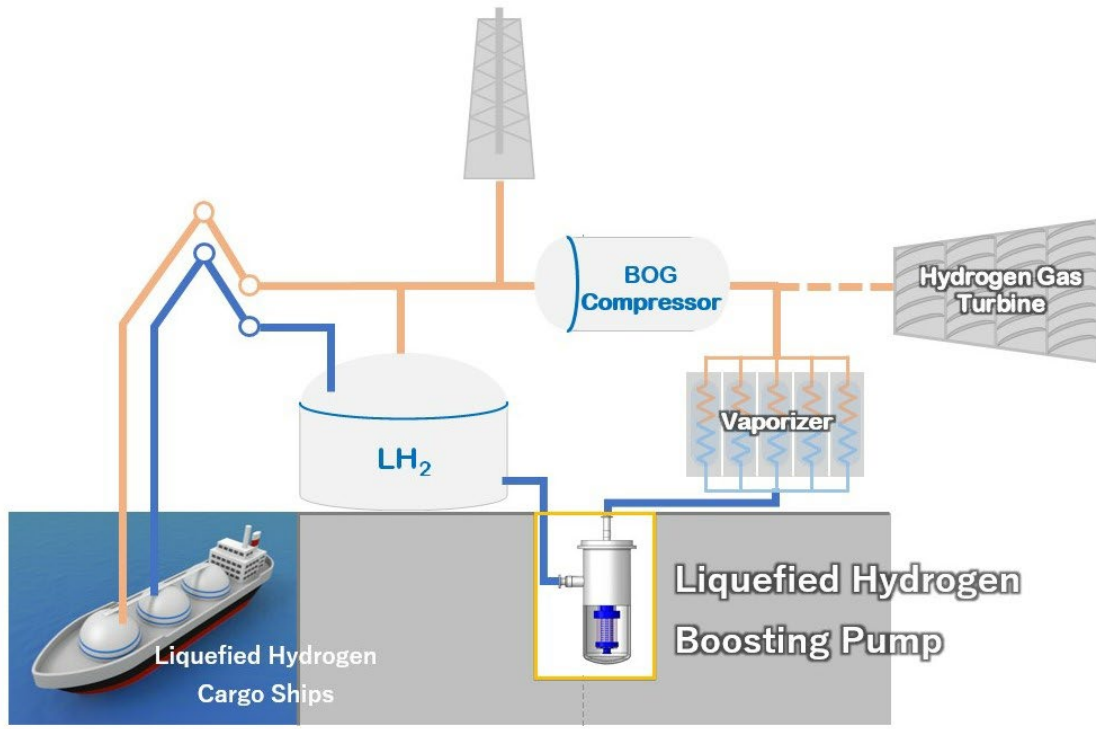 BOG
Compressor
Hydrogen Gas
Turbine
Vaporizer
LH₂
Liquefied Hydrogen
Boosting Pump
Liquefied Hydrogen
Cargo Ships